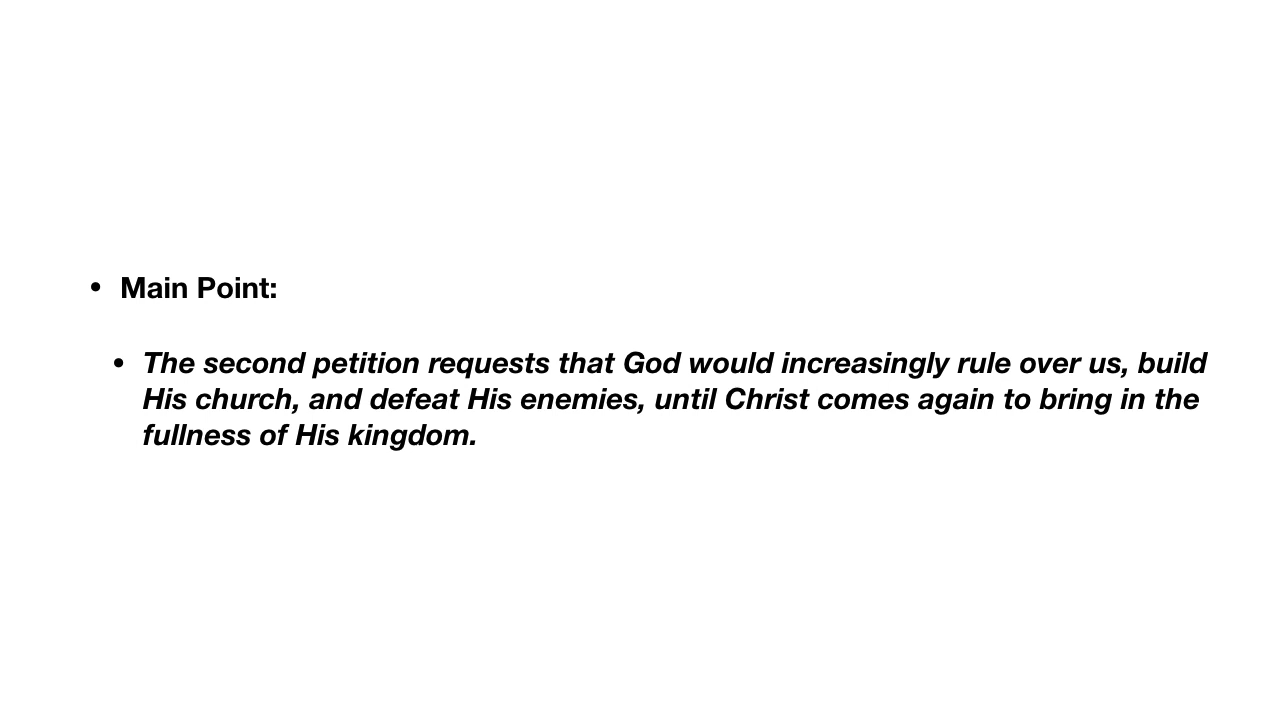 • Main Point:
• The second petition requests that God would increasingly rule over us, build
His church, and defeat His enemies, until Christ comes again to bring in the
fullness of His kingdom.